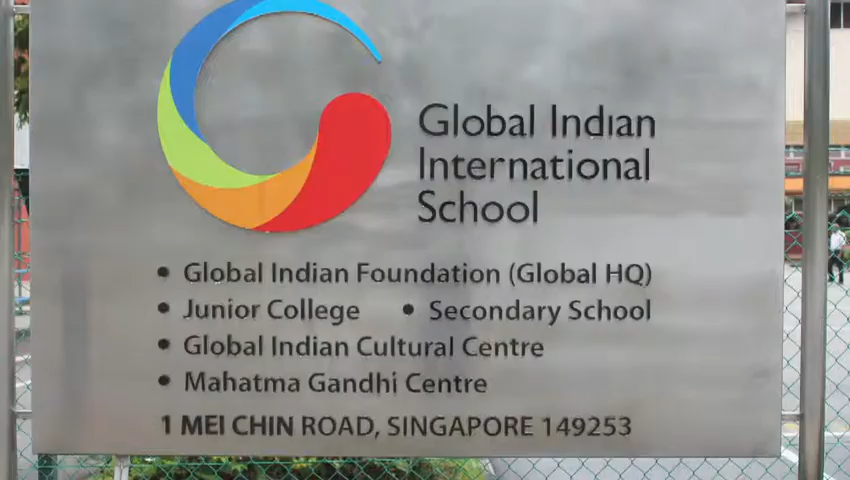 Global Indian
International
School
• Global Indian Foundation (Global HQ)
• Junior College • Secondary School
• Global Indian Cultural Centre
• Mahatma Gandhi Centre
1 MEI CHIN ROAD, SINGAPORE 149253